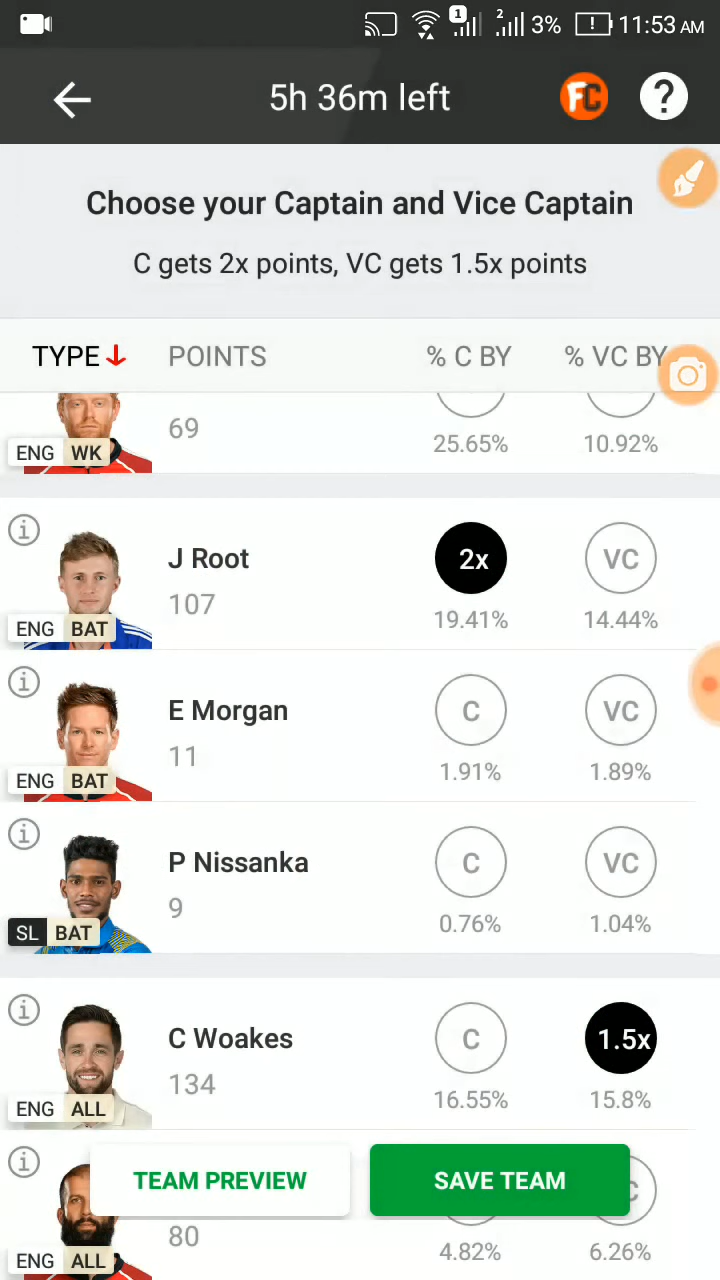 1 2 3% 11:53 AM
5h 36m left FC ?
Choose your Captain and Vice Captain
C gets 2x points, VC gets 1.5x points
TYPE POINTS % C BY % VC BY
69
ENG WK 25.65% 10.92%
J Root 2x VC
107
ENG BAT 19.41% 14.44%
E Morgan C VC
11
ENG BAT 1.91% 1.89%
P Nissanka C VC
9
SL BAT 0.76% 1.04%
C Woakes C 1.5x
134
ENG ALL 16.55% 15.8%
TEAM PREVIEW SAVE TEAM
80
ENG ALL 4.82% 6.26%